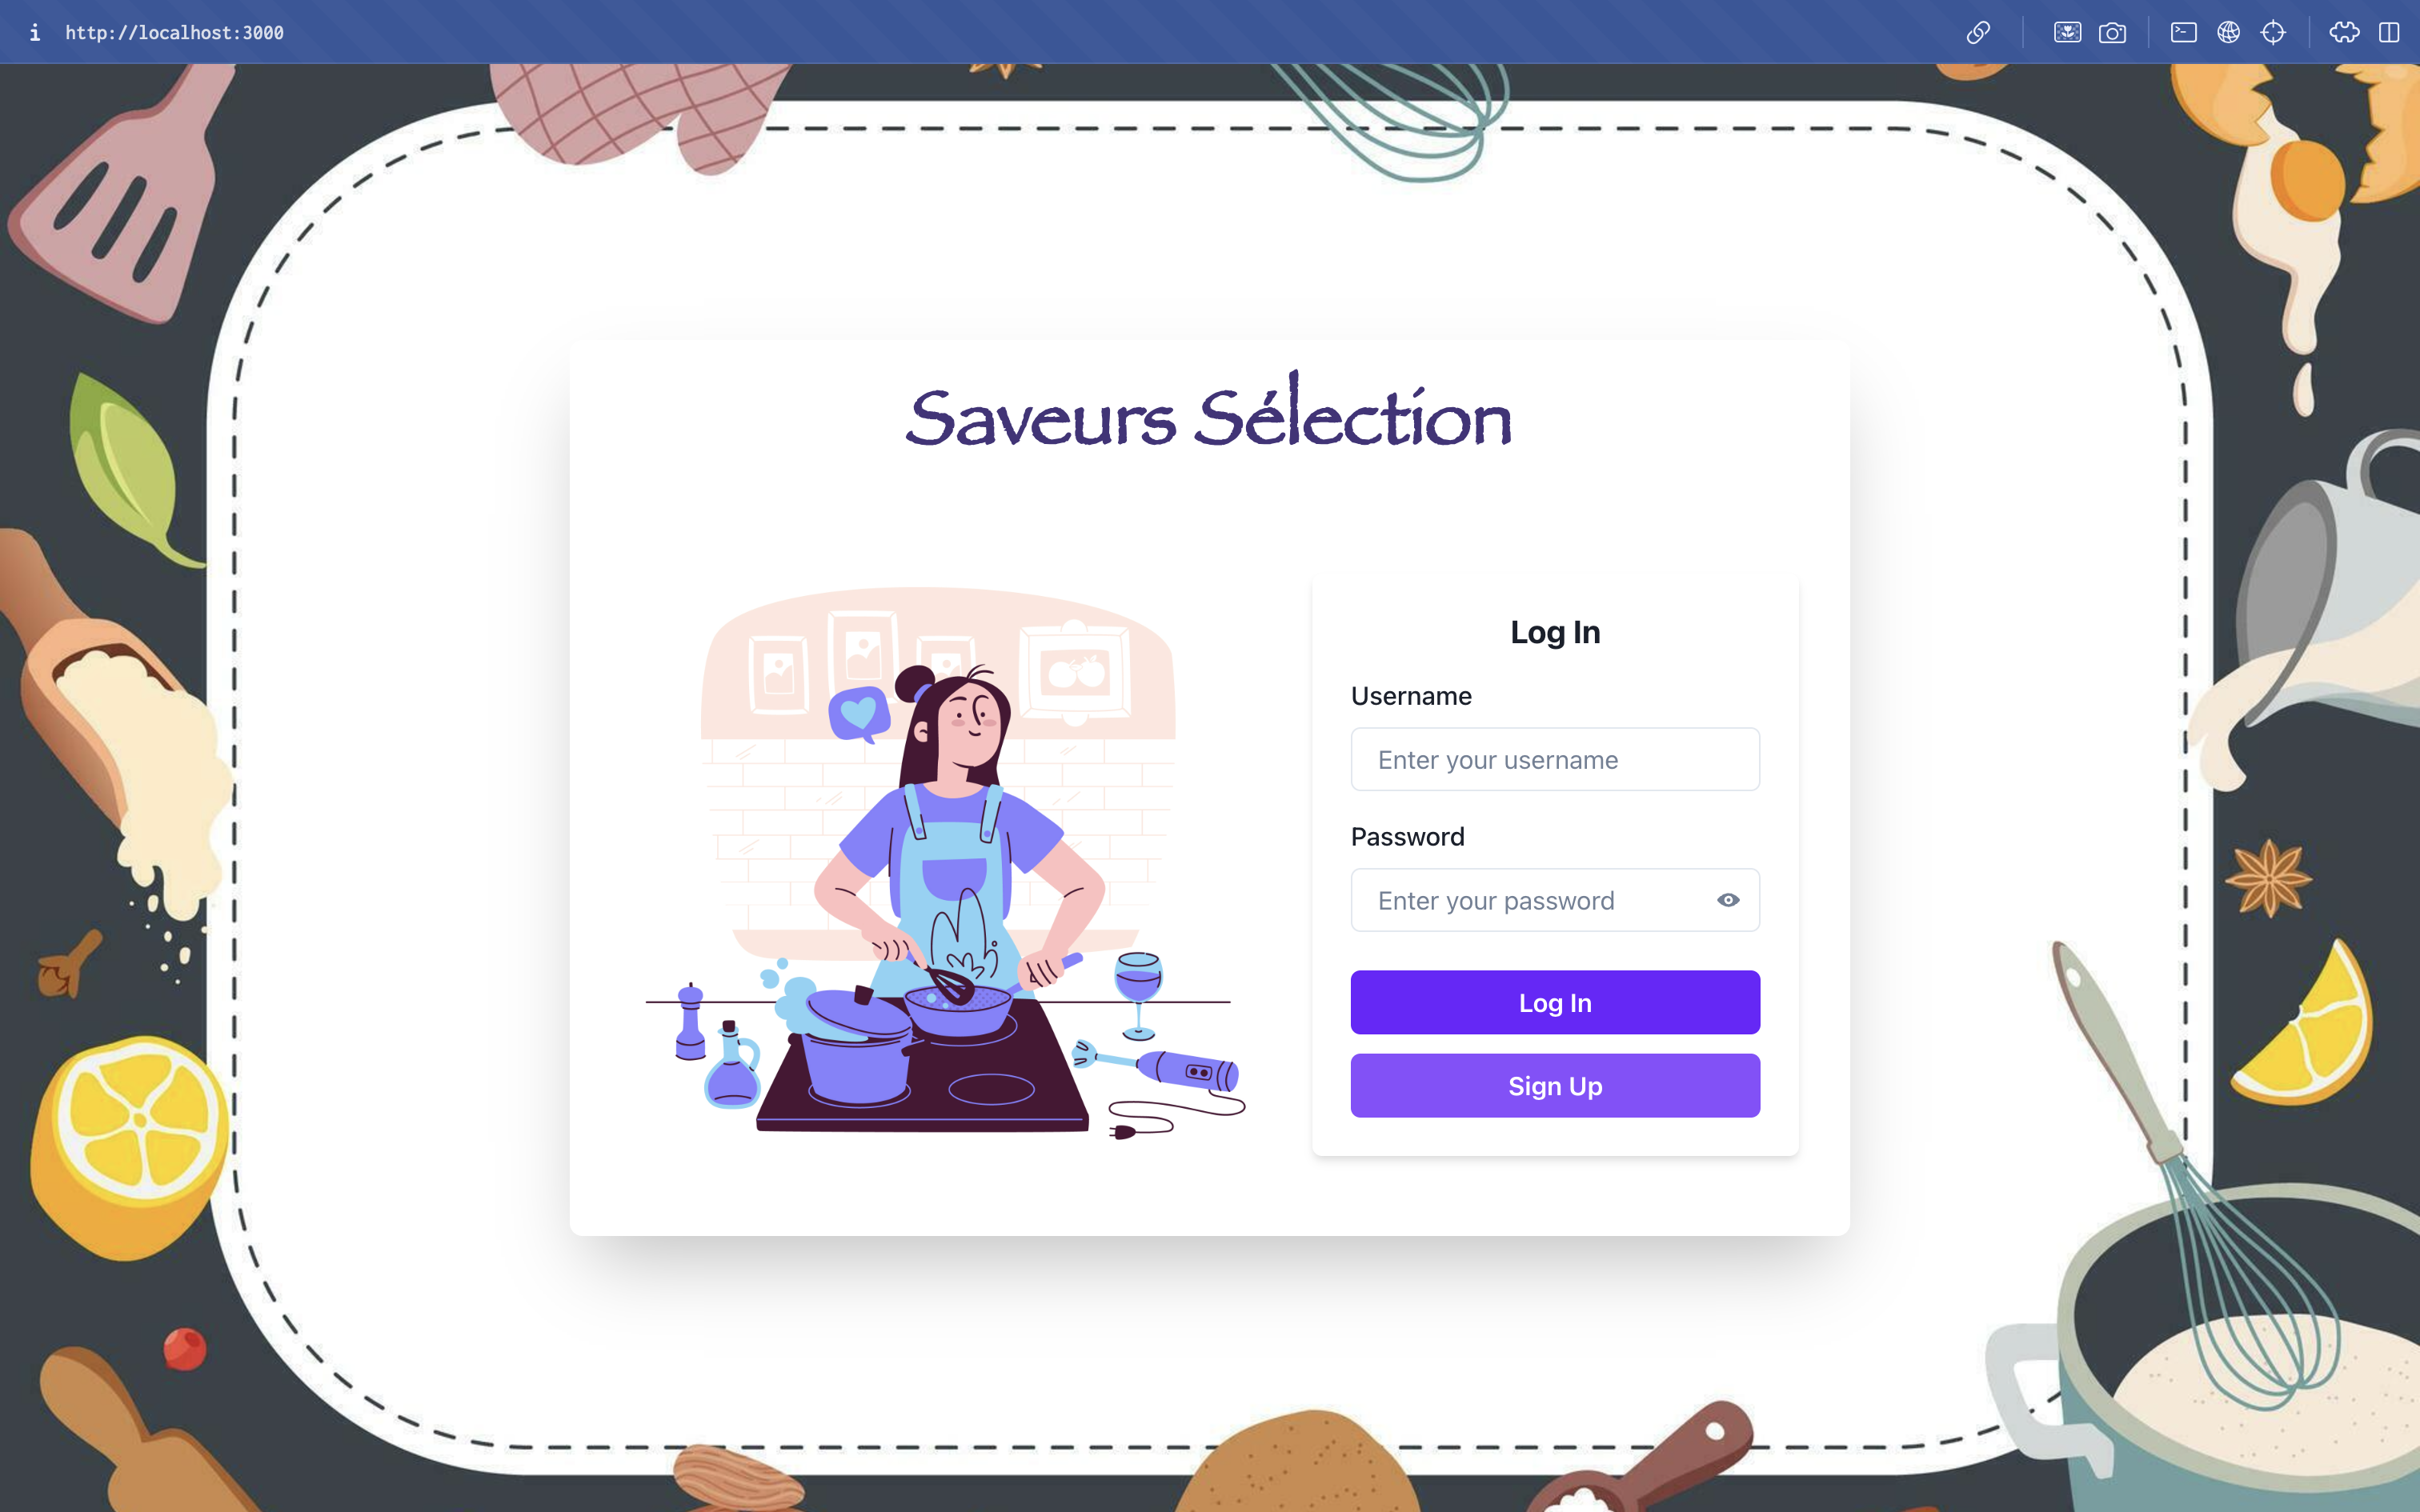 http://localhost:3000
Saveurs Sélection
Log In
Username
Enter your username
Password
Enter your password
Log In
Sign Up